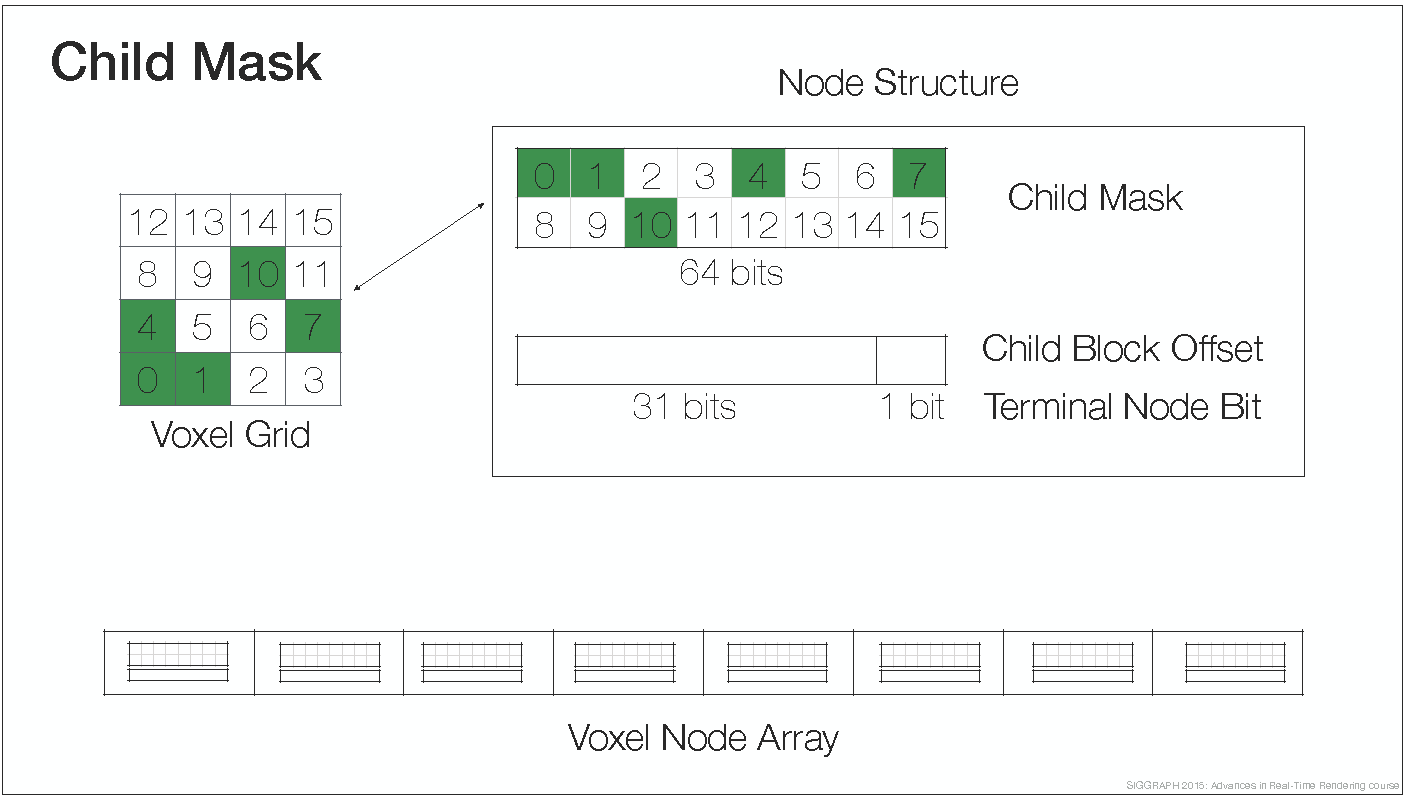 Child Mask
Node Structure
0 1 2 3 4 5 6 7
8 9 10 11 12 13 14 15
64 bits
Child Mask
12 13 14 15
8 9 10 11
4 5 6 7
0 1 2 3
Voxel Grid
Child Block Offset
31 bits 1 bit Terminal Node Bit
Voxel Node Array
SIGGRAPH 2015: Advances in Real-Time Rendering course